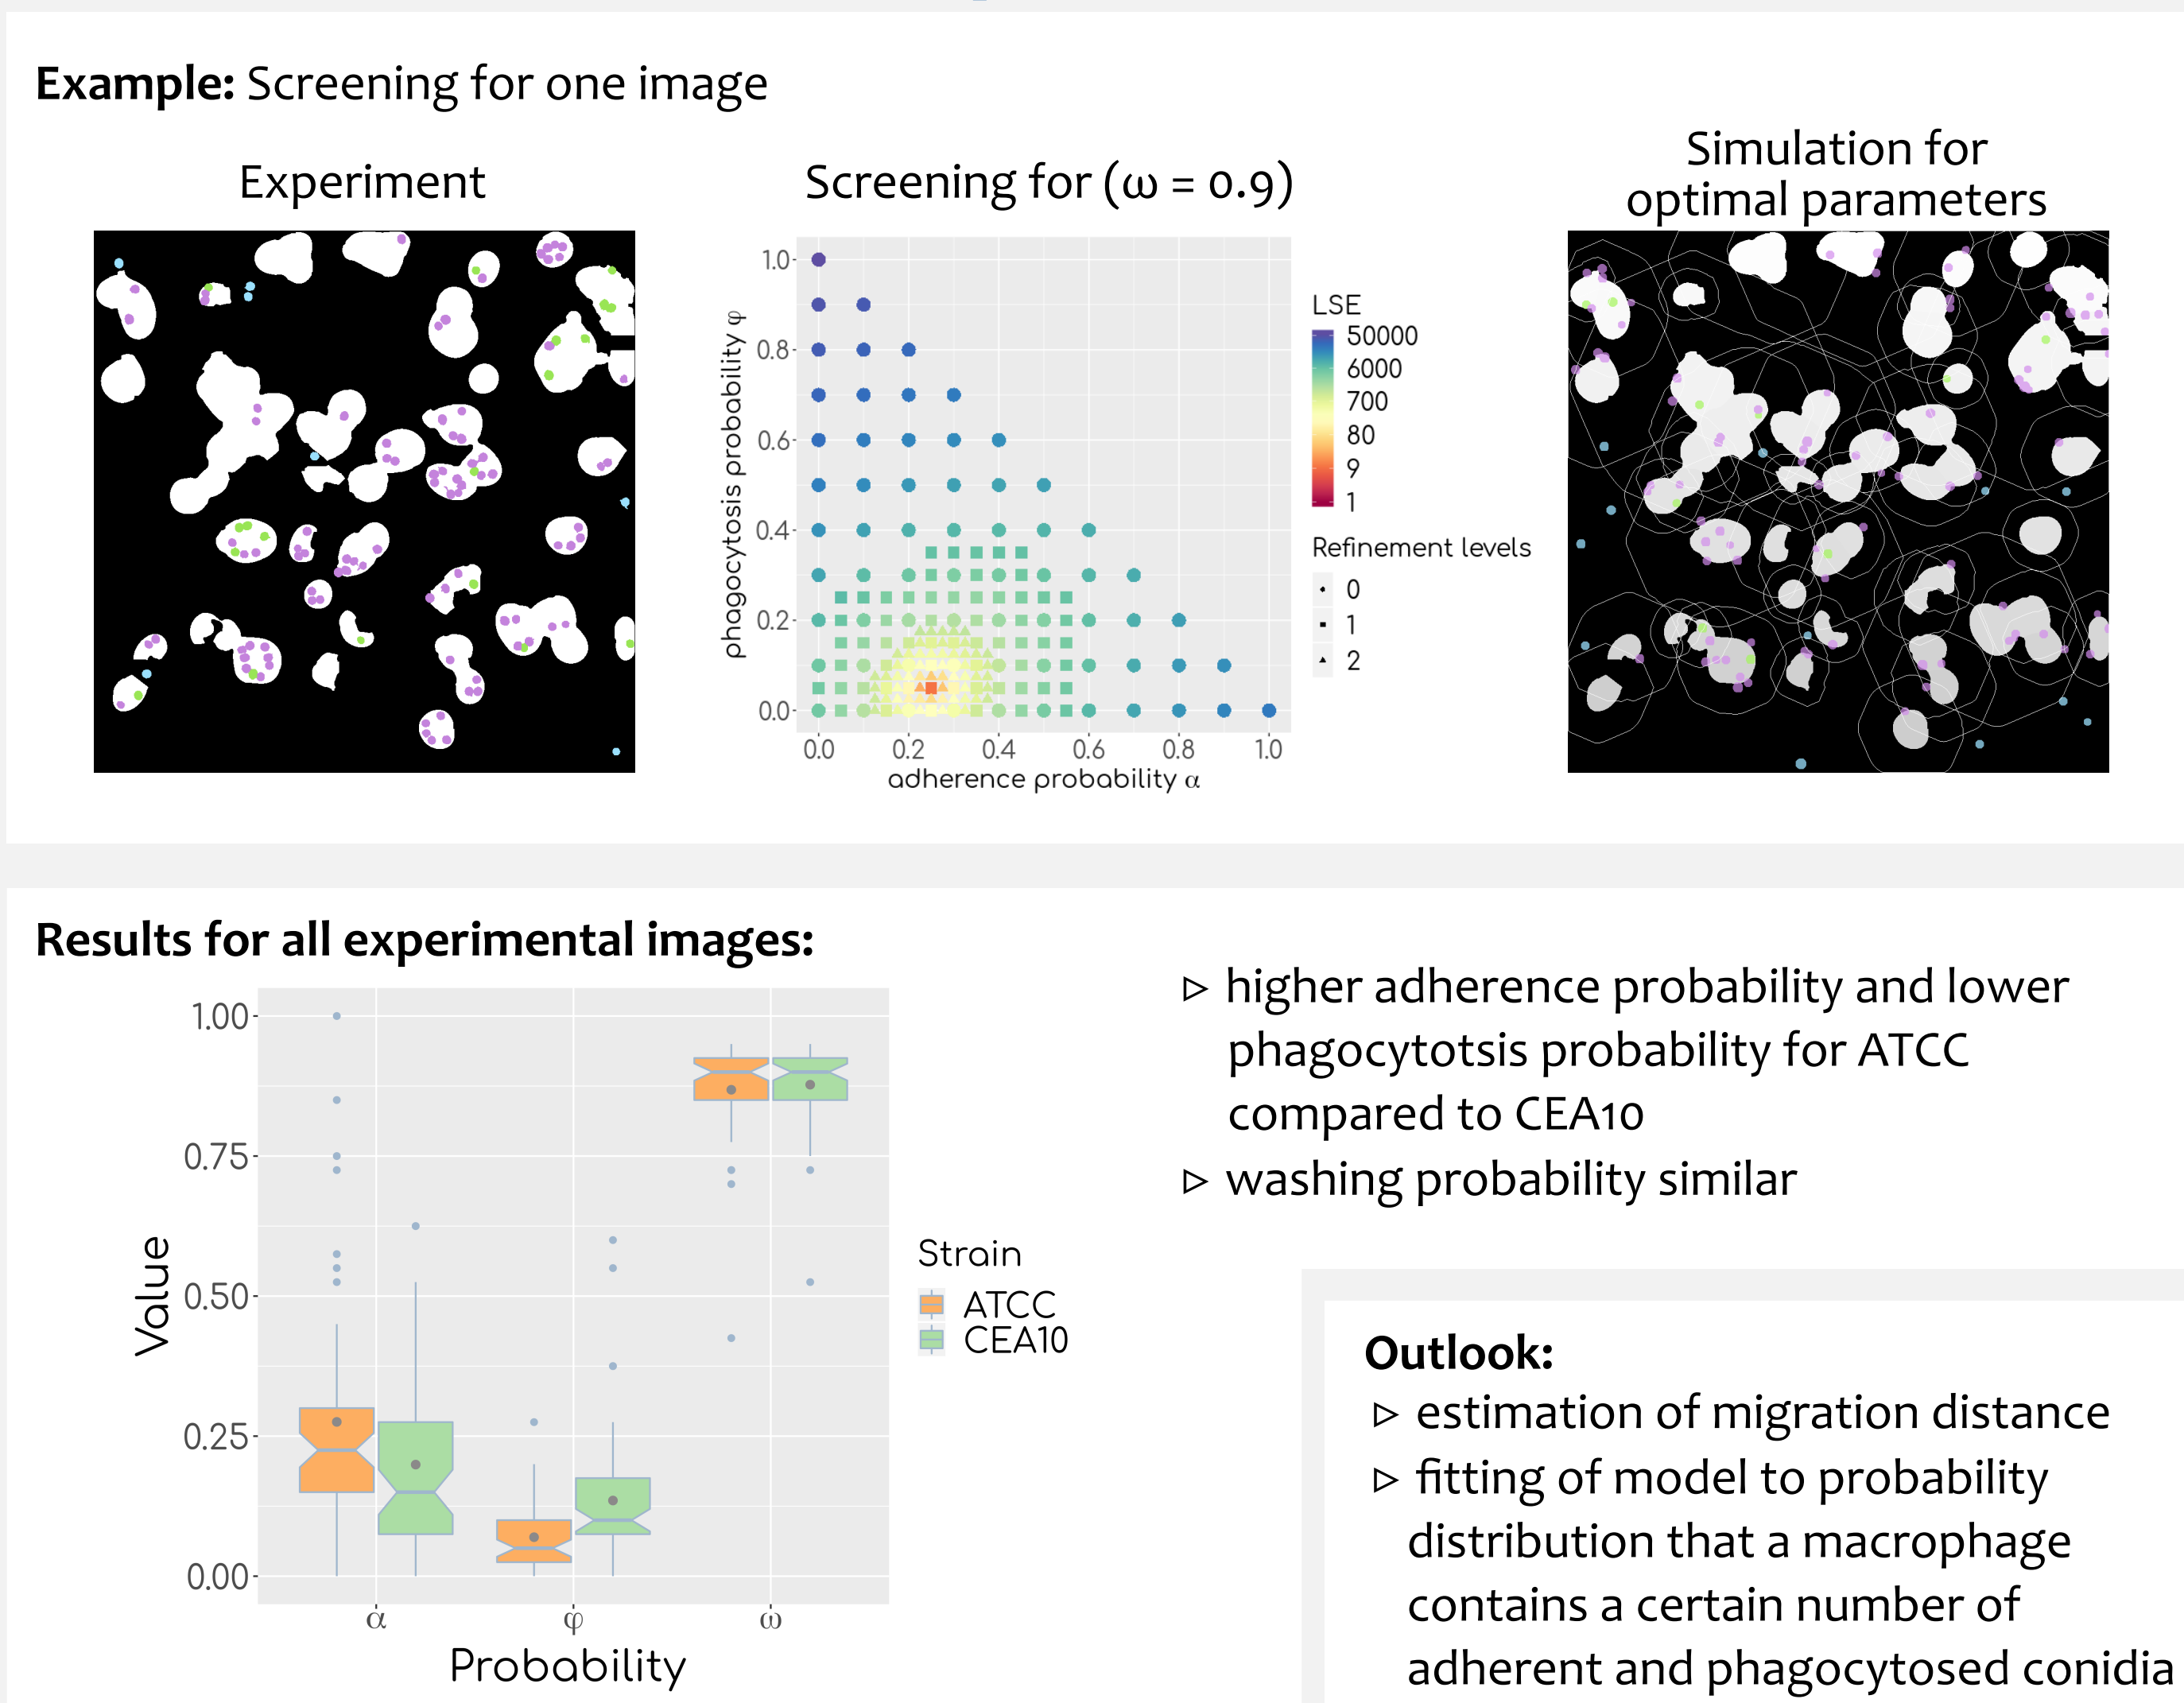 Example: Screening for one image
Experiment
Screening for (ω = 0.9)
Simulation for
optimal parameters
phagocytosis probability φ
1.0
0.8
0.6
0.4
0.2
0.0
0.0 0.2 0.4 0.6 0.8 1.0
adherence probability α
LSE
50000
6000
700
80
9
1
Refinement levels
0
1
2
Results for all experimental images:
Value
1.00
0.75
0.50
0.25
0.00
α φ ω
Probability
Strain
ATCC
CEA10
▷ higher adherence probability and lower
phagocytotsis probability for ATCC
compared to CEA10
▷ washing probability similar
Outlook:
▷ estimation of migration distance
▷ fitting of model to probability
distribution that a macrophage
contains a certain number of
adherent and phagocytosed conidia